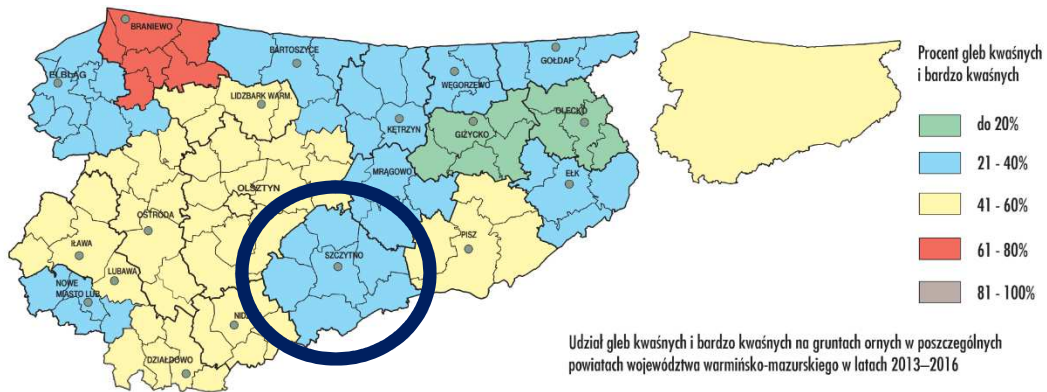 BRANIEWO
BARTOSZYCE
GOŁDAP
ELBLĄG
WĘGORZEWO
LIDZBARK WARM.
KĘTRZYN
GIŻYCKO
OLECKO
MRĄGOWO
EŁK
OLSZTYN
OSTRÓDA
IŁAWA
SZCZYTNO
PISZ
LUBAWA
NOWE
MIASTO LUB.
DZIAŁDOWO
Procent gleb kwaśnych
i bardzo kwaśnych
do 20%
21 - 40%
41 - 60%
61 - 80%
81 - 100%
Udział gleb kwaśnych i bardzo kwaśnych na gruntach ornych w poszczególnych
powiatach województwa warmińsko-mazurskiego w latach 2013–2016